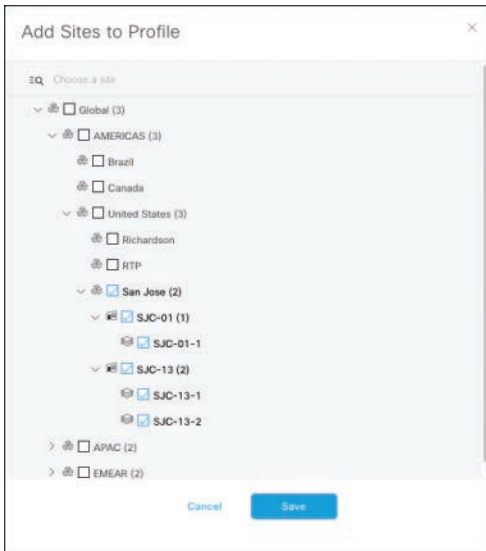 Add Sites to Profile
Choose a site
Global (3)
AMERICAS (3)
Brazil
Canada
United States (3)
Richardson
RTP
San Jose (2)
SJC-01 (1)
SJC-01-1
SJC-13 (2)
SJC-13-1
SJC-13-2
APAC (2)
EMEAR (2)
Cancel Save